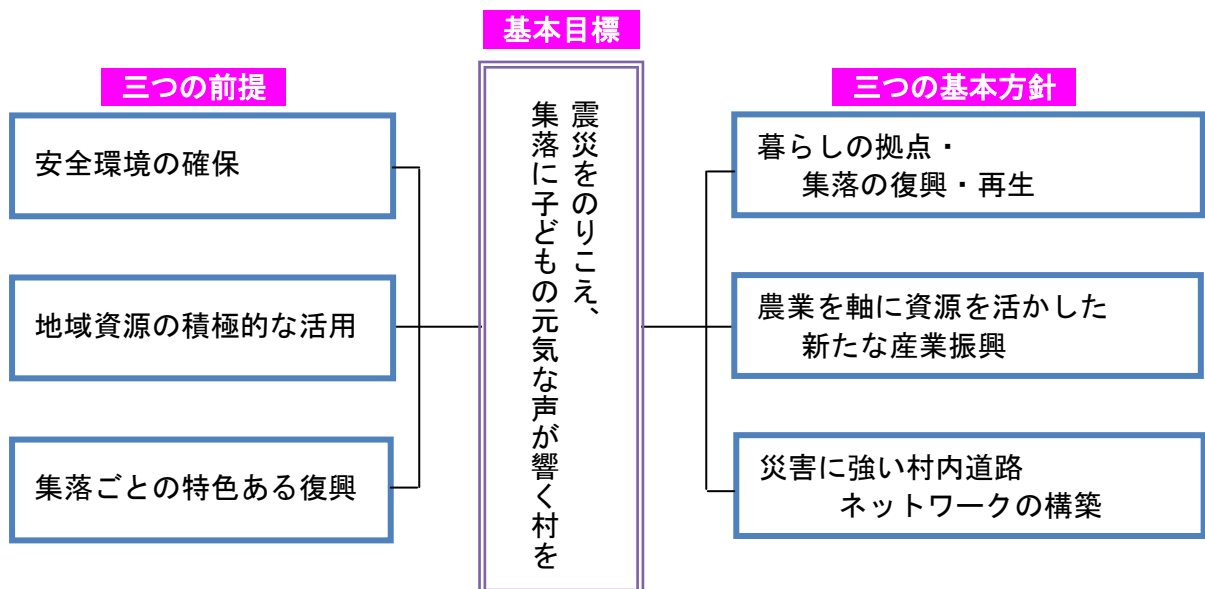 基本目標
三つの前提
三つの基本方針
安全環境の確保
地域資源の積極的な活用
集落ごとの特色ある復興
震災をのりこえ、
集落に子どもの元気な声が響く村を
暮らしの拠点・
集落の復興・再生
農業を軸に資源を活かした
新たな産業振興
災害に強い村内道路
ネットワークの構築